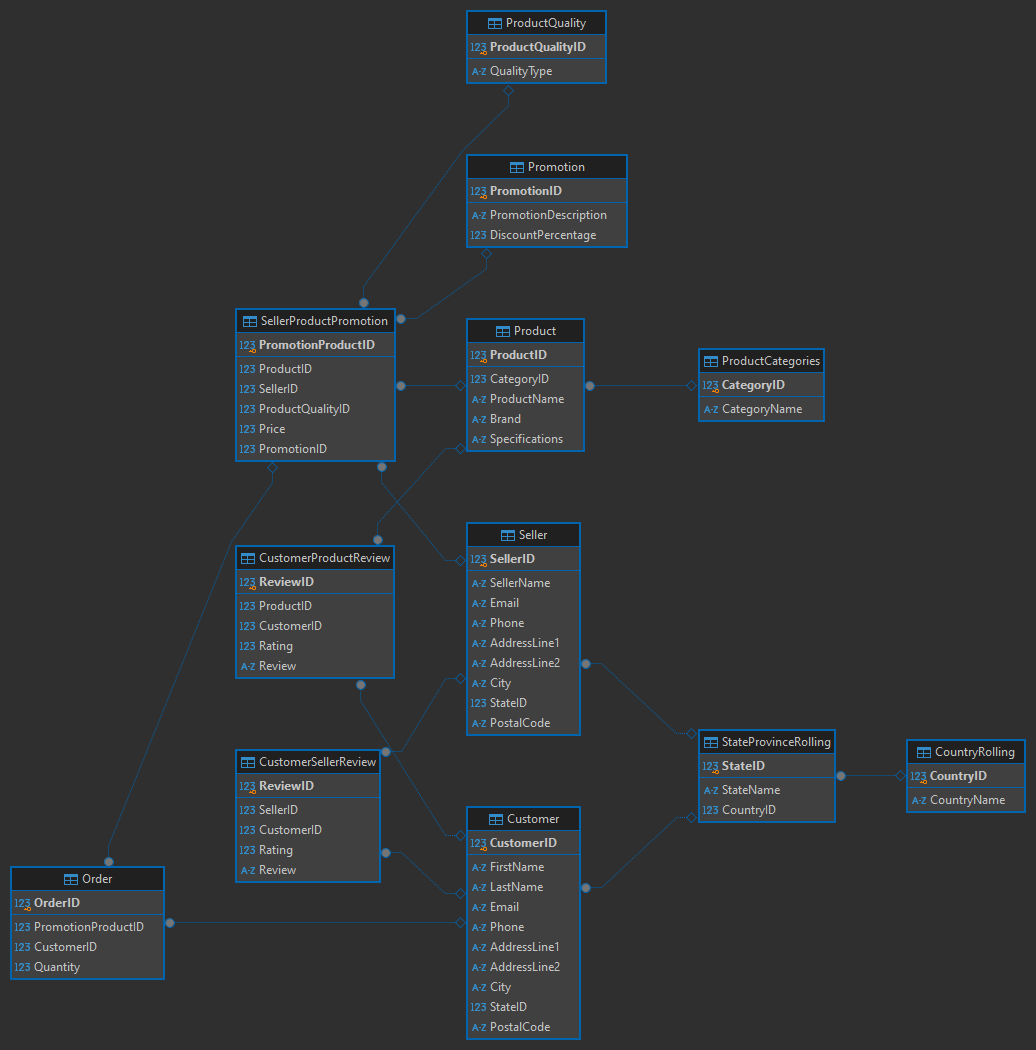 ProductQuality
123 ProductQualityID
A-Z QualityType
Promotion
123 PromotionID
A-Z PromotionDescription
123 DiscountPercentage
SellerProductPromotion
123 PromotionProductID
123 ProductID
123 SellerID
123 ProductQualityID
123 Price
123 PromotionID
Product
123 ProductID
123 CategoryID
A-Z ProductName
A-Z Brand
A-Z Specifications
ProductCategories
123 CategoryID
A-Z CategoryName
CustomerProductReview
123 ReviewID
123 ProductID
123 CustomerID
123 Rating
A-Z Review
Seller
123 SellerID
A-Z SellerName
A-Z Email
A-Z Phone
A-Z AddressLine1
A-Z AddressLine2
A-Z City
123 StateID
A-Z PostalCode
StateProvinceRolling
123 StateID
A-Z StateName
123 CountryID
CountryRolling
123 CountryID
A-Z CountryName
CustomerSellerReview
123 ReviewID
123 SellerID
123 CustomerID
123 Rating
A-Z Review
Customer
123 CustomerID
A-Z FirstName
A-Z LastName
A-Z Email
A-Z Phone
A-Z AddressLine1
A-Z AddressLine2
A-Z City
123 StateID
A-Z PostalCode
Order
123 OrderID
123 PromotionProductID
123 CustomerID
123 Quantity